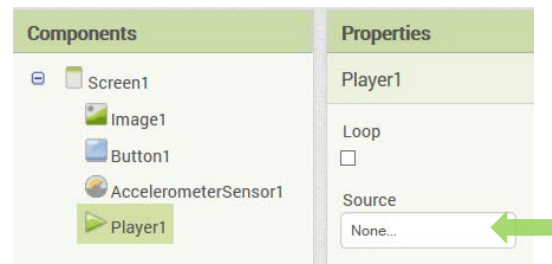 Components
Screen1
Image1
Button1
AccelerometerSensor1
Player1
Properties
Player1
Loop
Source
None...